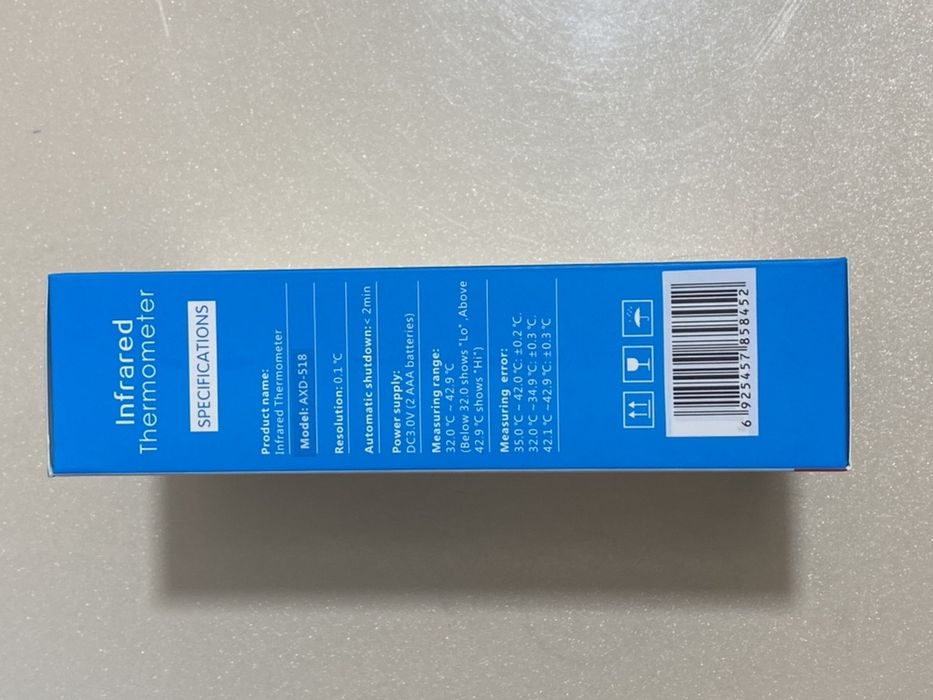 Infrared
Thermometer
SPECIFICATIONS
Product name:
Infrared Thermometer
Model: AXD-518
Resolution: 0.1 ℃
Automatic shutdown: < 2min
Power supply:
DC3.0V (2 AAA batteries)
Measuring range:
32.0 ℃ ~ 42.9 ℃
(Below 32.0 shows "Lo" ,Above
42.9 ℃ shows "Hi")
Measuring error:
35.0 ℃ ~ 42.0 ℃: ±0.2 ℃.
32.0 ℃ ~34.9 ℃: ±0.3 ℃.
42.1 ℃ ~42.9 ℃: ±0.3 ℃
6 925457 858452